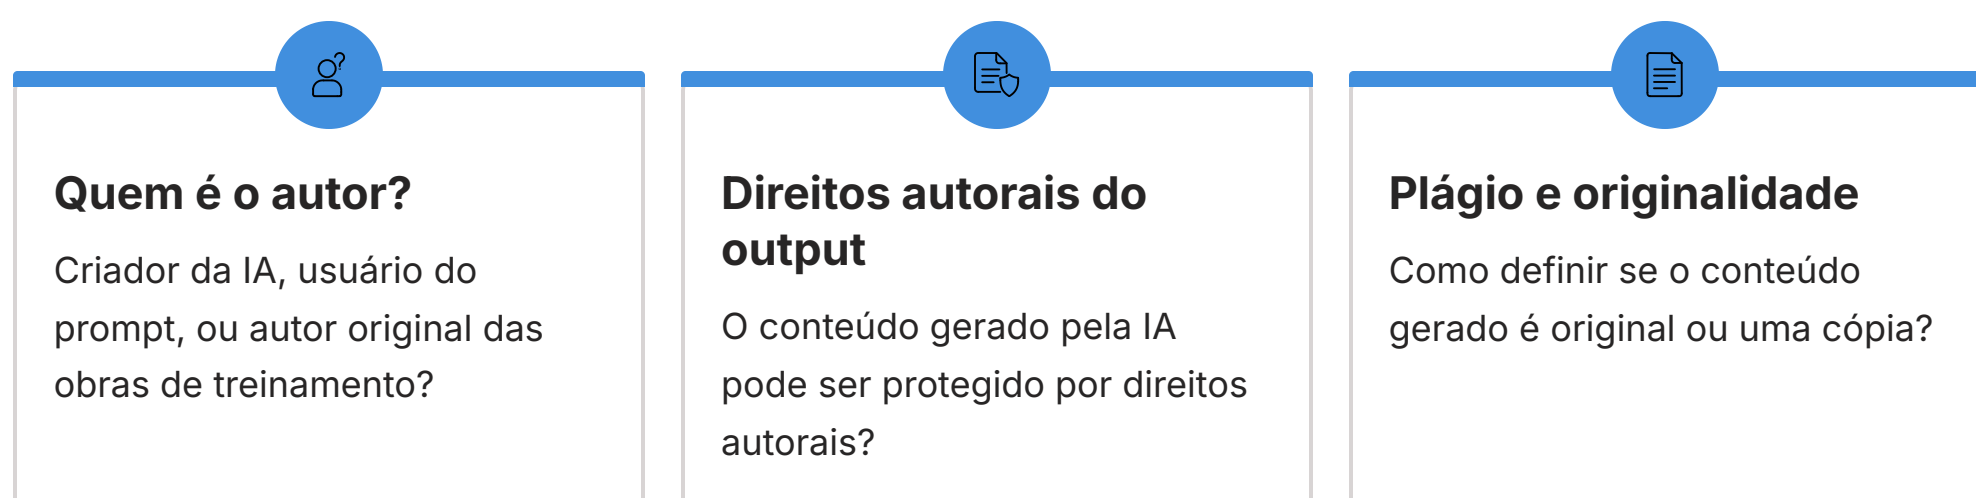 Quem é o autor?
Criador da IA, usuário do
prompt, ou autor original das
obras de treinamento?
Direitos autorais do
output
O conteúdo gerado pela IA
pode ser protegido por direitos
autorais?
Plágio e originalidade
Como definir se o conteúdo
gerado é original ou uma cópia?